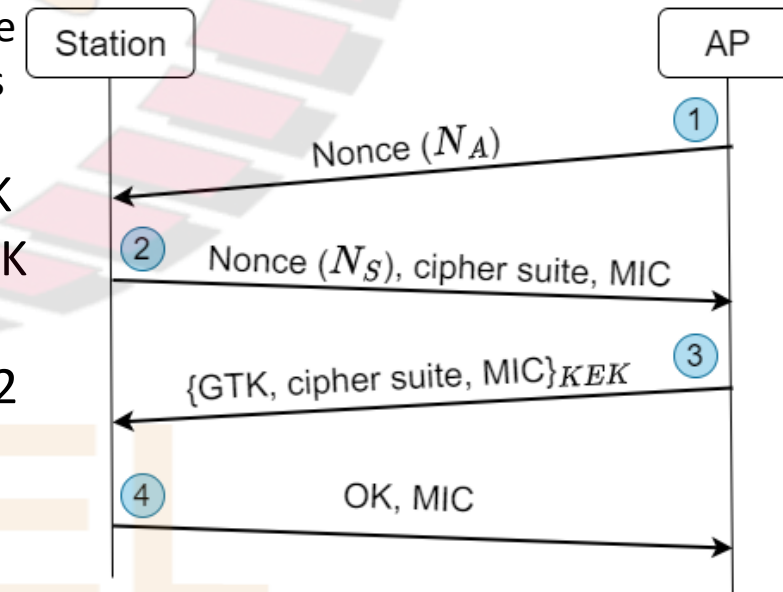 e
Station
AP
s
1
Nonce (N_A)
K
2
K
Nonce (N_S), cipher suite, MIC
3
{GTK, cipher suite, MIC}_KEK
2
4
OK, MIC